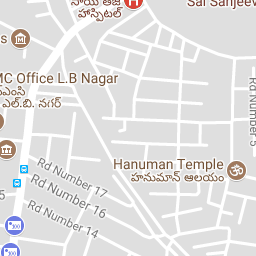 సాయి తేజ
హాస్పిటల్
Sai Sanjeev
MC Office L.B Nagar
ఎల్.బి. నగర్
Rd Number 5
Hanuman Temple
హనుమాన్ ఆలయం
Rd Number 17
Rd Number 16
Rd Number 14